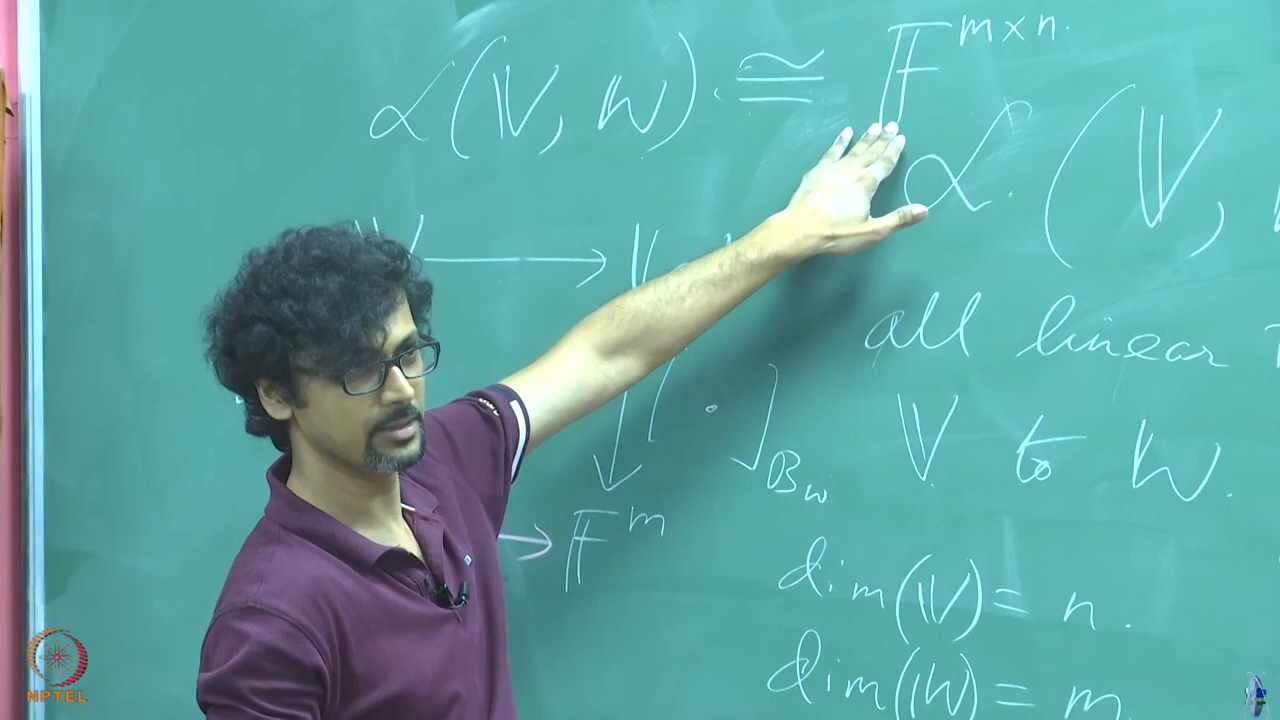 ℒ(𝕍, 𝕎) ≅ 𝔽^{m×n}.
ℒ(𝕍,
𝕎 → 𝕍
all linear
𝕍 to 𝕎.
[·]_{B_w}
→ 𝔽^m
dim(𝕍) = n.
dim(𝕎) = m
NPTEL